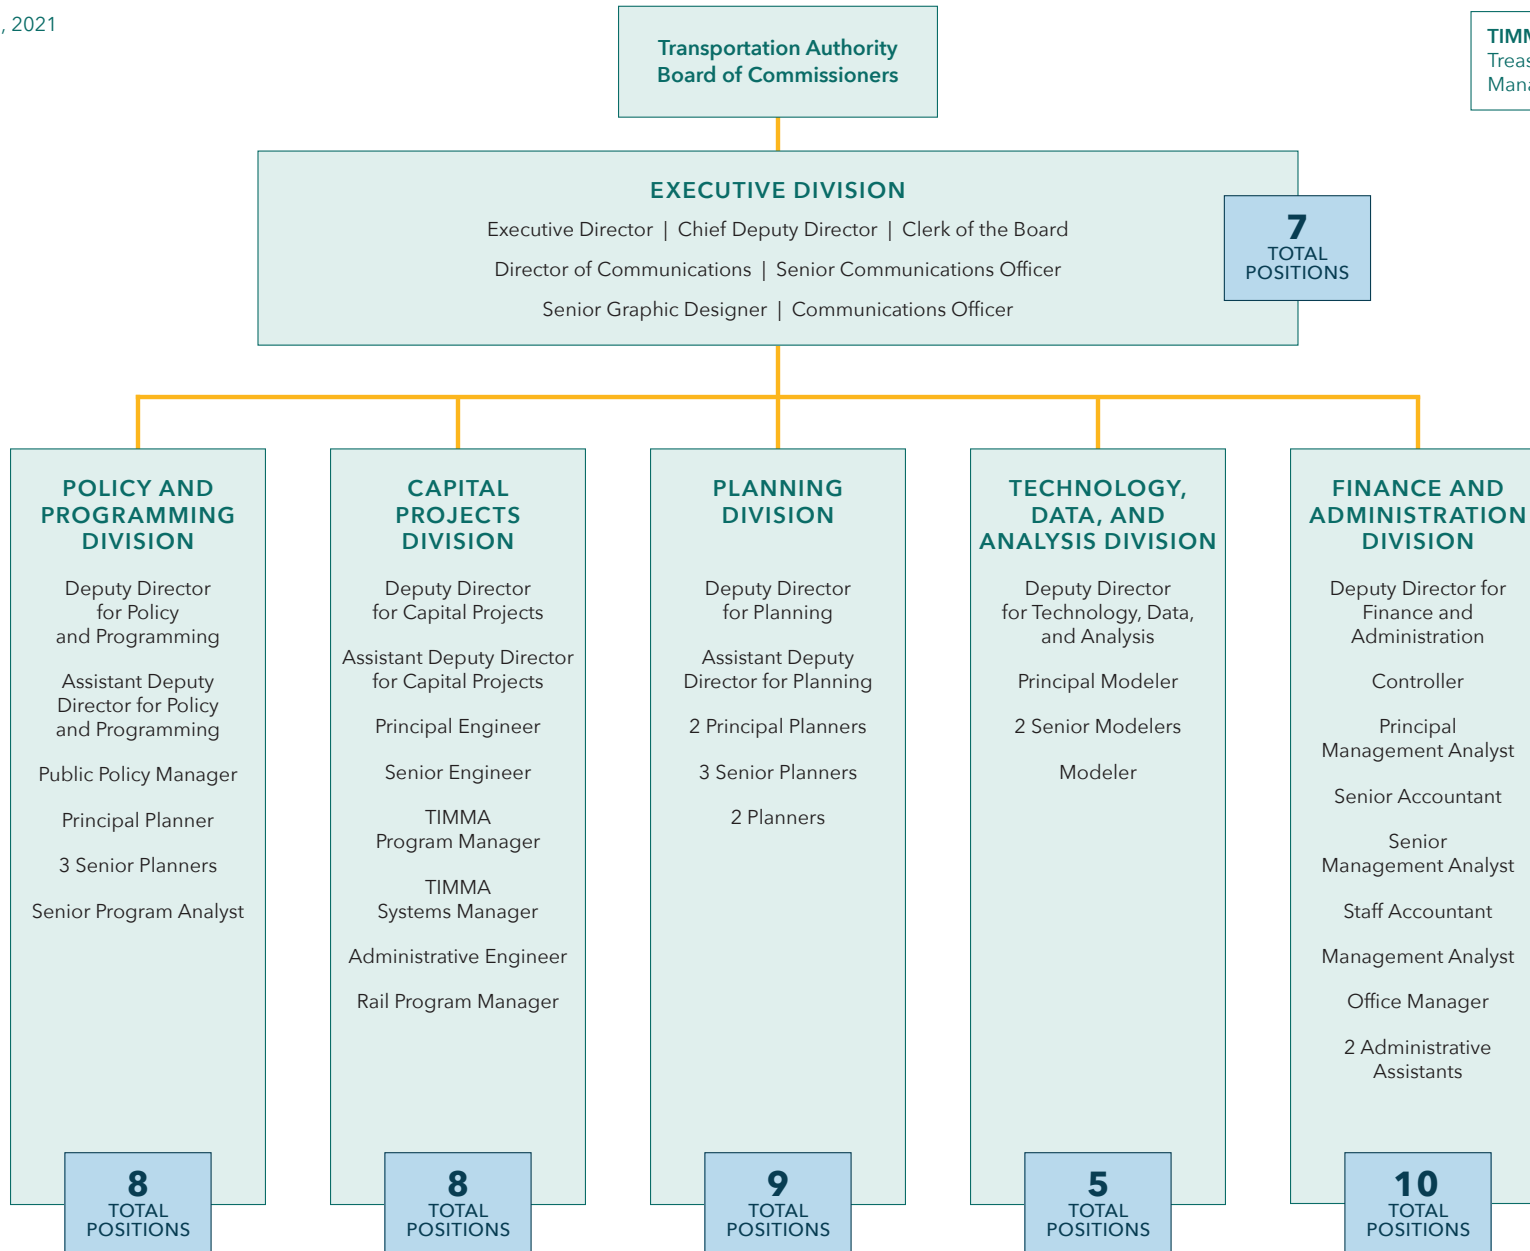 , 2021
Transportation Authority
Board of Commissioners
EXECUTIVE DIVISION
Executive Director | Chief Deputy Director | Clerk of the Board
Director of Communications | Senior Communications Officer
Senior Graphic Designer | Communications Officer
7
TOTAL
POSITIONS
POLICY AND
PROGRAMMING
DIVISION
Deputy Director
for Policy
and Programming
Assistant Deputy
Director for Policy
and Programming
Public Policy Manager
Principal Planner
3 Senior Planners
Senior Program Analyst
8
TOTAL
POSITIONS
CAPITAL
PROJECTS
DIVISION
Deputy Director
for Capital Projects
Assistant Deputy Director
for Capital Projects
Principal Engineer
Senior Engineer
TIMMA
Program Manager
TIMMA
Systems Manager
Administrative Engineer
Rail Program Manager
8
TOTAL
POSITIONS
PLANNING
DIVISION
Deputy Director
for Planning
Assistant Deputy
Director for Planning
2 Principal Planners
3 Senior Planners
2 Planners
9
TOTAL
POSITIONS
TECHNOLOGY,
DATA, AND
ANALYSIS DIVISION
Deputy Director
for Technology, Data,
and Analysis
Principal Modeler
2 Senior Modelers
Modeler
5
TOTAL
POSITIONS
FINANCE AND
ADMINISTRATION
DIVISION
Deputy Director for
Finance and
Administration
Controller
Principal
Management Analyst
Senior Accountant
Senior
Management Analyst
Staff Accountant
Management Analyst
Office Manager
2 Administrative
Assistants
10
TOTAL
POSITIONS